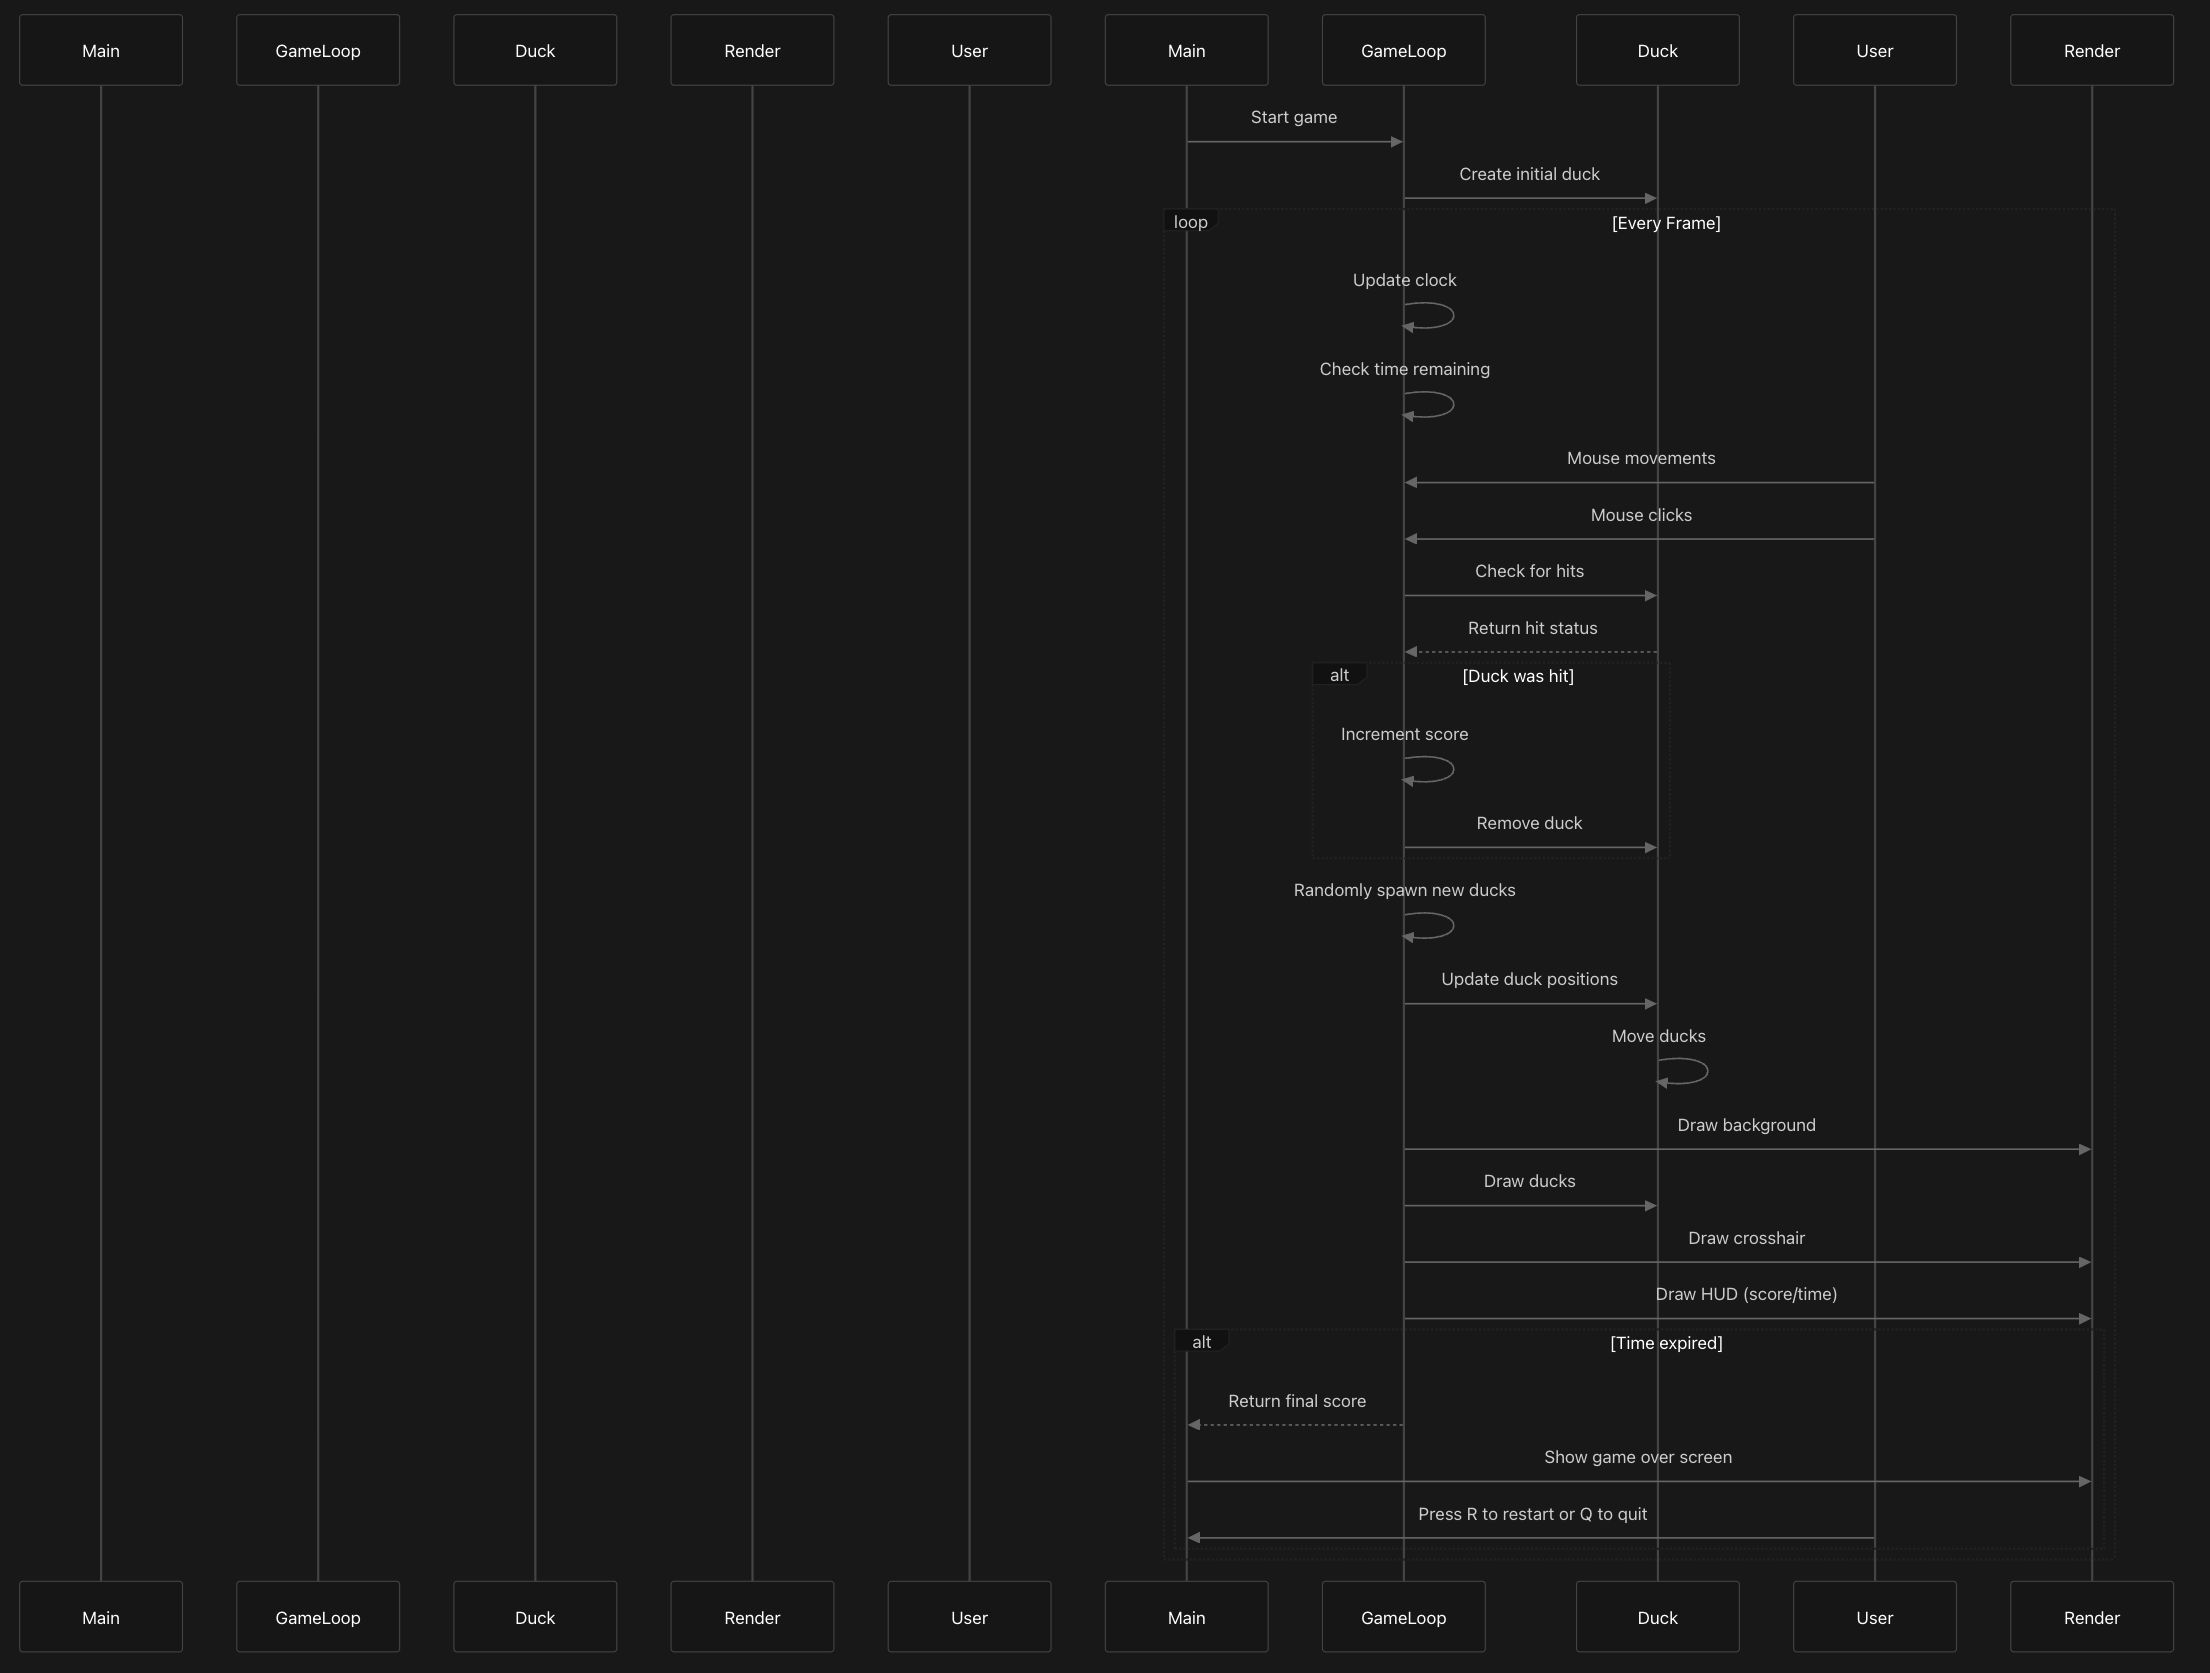 Main
GameLoop
Duck
Render
User
Main
GameLoop
Duck
User
Render
Start game
Create initial duck
loop
[Every Frame]
Update clock
Check time remaining
Mouse movements
Mouse clicks
Check for hits
Return hit status
alt
[Duck was hit]
Increment score
Remove duck
Randomly spawn new ducks
Update duck positions
Move ducks
Draw background
Draw ducks
Draw crosshair
Draw HUD (score/time)
alt
[Time expired]
Return final score
Show game over screen
Press R to restart or Q to quit
Main
GameLoop
Duck
Render
User
Main
GameLoop
Duck
User
Render